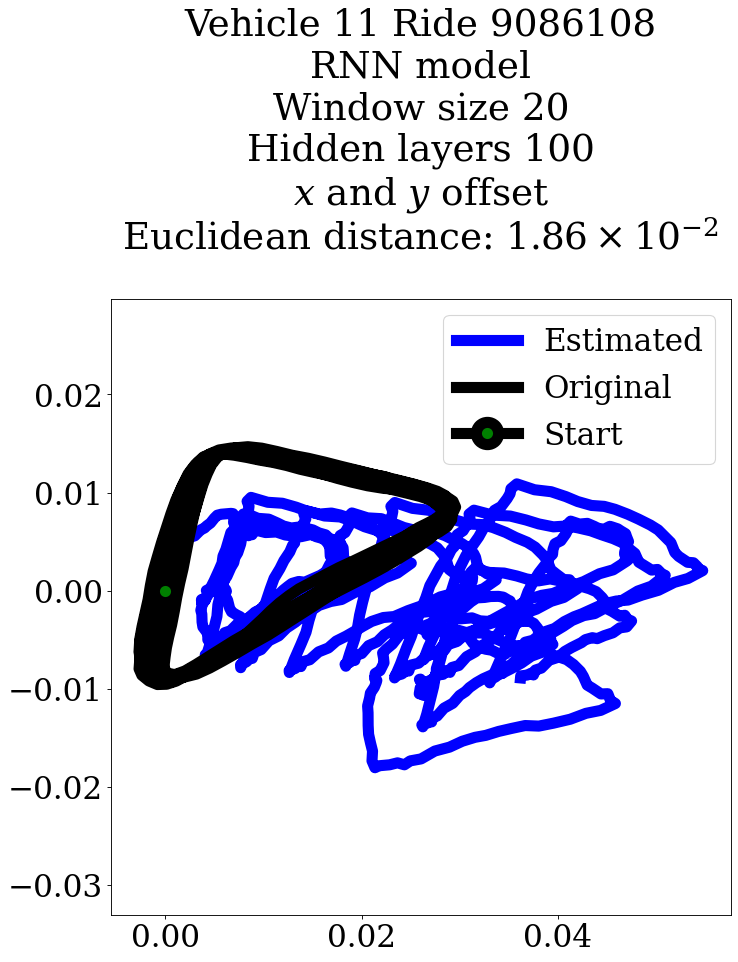 Vehicle 11 Ride 9086108
RNN model
Window size 20
Hidden layers 100
x and y offset
Euclidean distance: 1.86 × 10⁻²
Estimated
Original
Start
0.02
0.01
0.00
−0.01
−0.02
−0.03
0.00 0.02 0.04